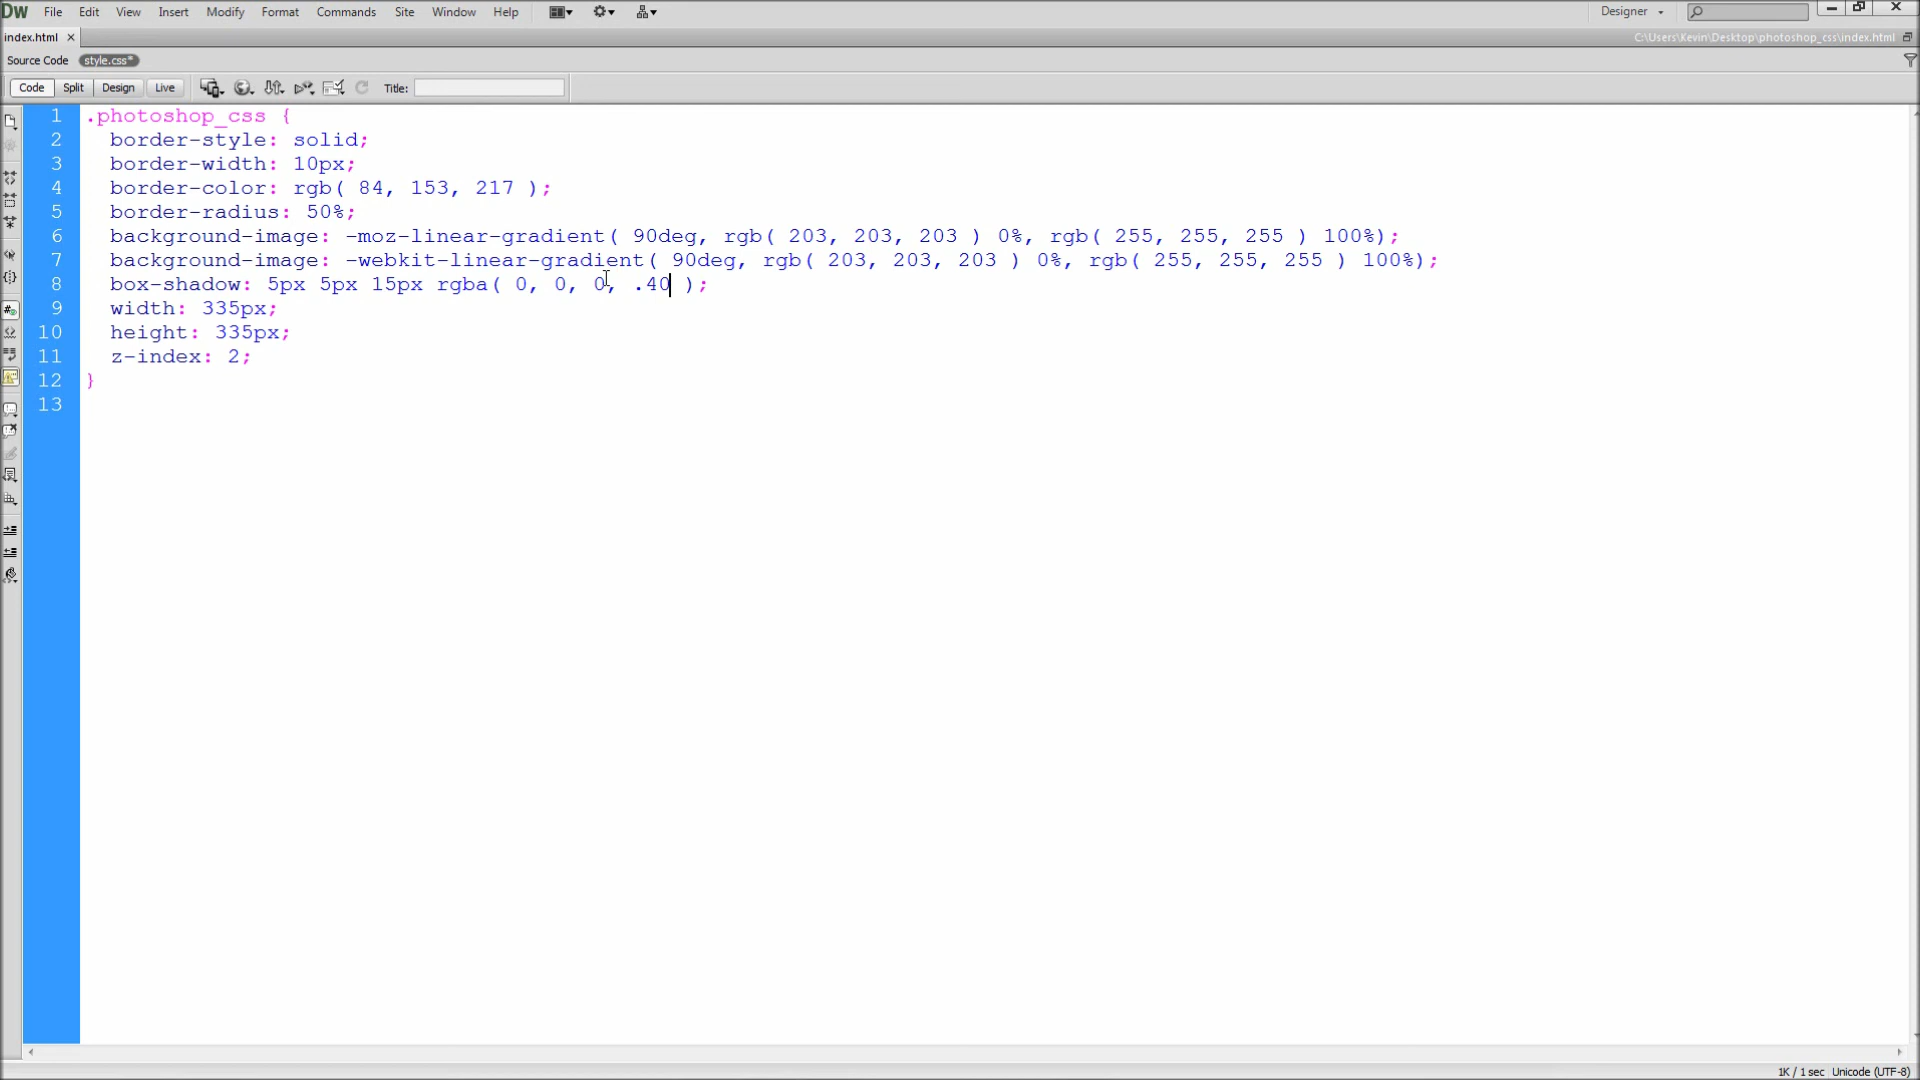 DW File Edit View Insert Modify Format Commands Site Window Help Designer
index.html × C:\Users\Kevin\Desktop\photoshop_css\index.html
Source Code style.css*
Code Split Design Live Title:
1 .photoshop_css {
2 border-style: solid;
3 border-width: 10px;
4 border-color: rgb( 84, 153, 217 );
5 border-radius: 50%;
6 background-image: -moz-linear-gradient( 90deg, rgb( 203, 203, 203 ) 0%, rgb( 255, 255, 255 ) 100%);
7 background-image: -webkit-linear-gradient( 90deg, rgb( 203, 203, 203 ) 0%, rgb( 255, 255, 255 ) 100%);
8 box-shadow: 5px 5px 15px rgba( 0, 0, 0, .40 );
9 width: 335px;
10 height: 335px;
11 z-index: 2;
12 }
13
1K / 1 sec Unicode (UTF-8)